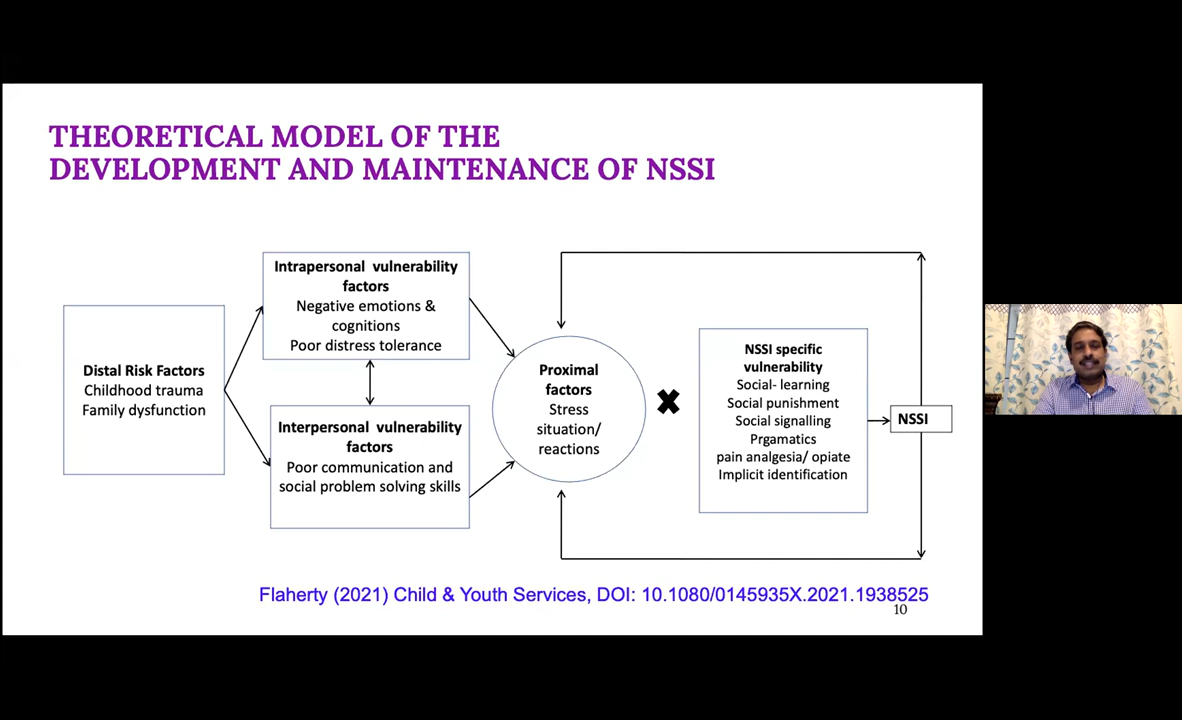 THEORETICAL MODEL OF THE
DEVELOPMENT AND MAINTENANCE OF NSSI
Distal Risk Factors
Childhood trauma
Family dysfunction
Intrapersonal vulnerability
factors
Negative emotions &
cognitions
Poor distress tolerance
Interpersonal vulnerability
factors
Poor communication and
social problem solving skills
Proximal
factors
Stress
situation/
reactions
NSSI specific
vulnerability
Social- learning
Social punishment
Social signalling
Prgamatics
pain analgesia/ opiate
Implicit identification
NSSI
Flaherty (2021) Child & Youth Services, DOI: 10.1080/0145935X.2021.1938525
10